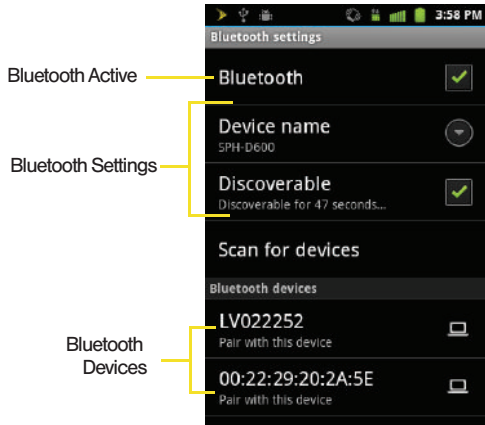 3:58 PM
Bluetooth settings
Bluetooth Active
Bluetooth
Bluetooth Settings
Device name
SPH-D600
Discoverable
Discoverable for 47 seconds...
Scan for devices
Bluetooth devices
Bluetooth
Devices
LV022252
Pair with this device
00:22:29:20:2A:5E
Pair with this device